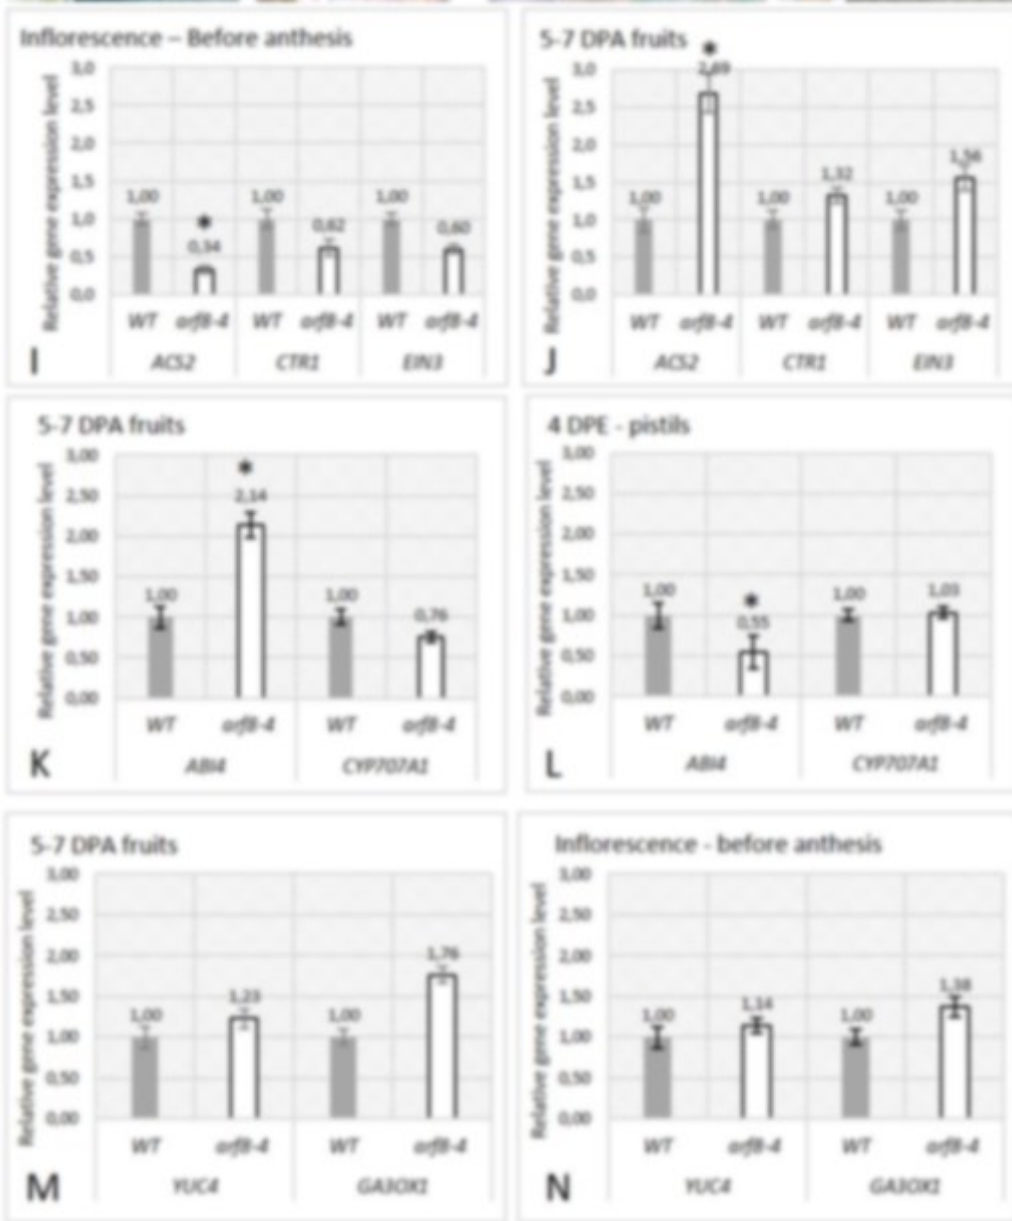 Inflorescence – Before anthesis
Relative gene expression level
3,0
2,5
2,0
1,5
1,0
0,5
0,0
1,00 * 0,34 1,00 0,62 1,00 0,60
WT arf8-4 WT arf8-4 WT arf8-4
ACS2 CTR1 EIN3
I
5-7 DPA fruits
Relative gene expression level
3,0
2,5
2,0
1,5
1,0
0,5
0,0
1,00 * 2,69 1,00 1,32 1,00 1,56
WT arf8-4 WT arf8-4 WT arf8-4
ACS2 CTR1 EIN3
J
5-7 DPA fruits
Relative gene expression level
3,00
2,50
2,00
1,50
1,00
0,50
0,00
1,00 * 2,14 1,00 0,76
WT arf8-4 WT arf8-4
ABI4 CYP707A1
K
4 DPE - pistils
Relative gene expression level
3,00
2,50
2,00
1,50
1,00
0,50
0,00
1,00 * 0,55 1,00 1,03
WT arf8-4 WT arf8-4
ABI4 CYP707A1
L
5-7 DPA fruits
Relative gene expression level
3,00
2,50
2,00
1,50
1,00
0,50
0,00
1,00 1,23 1,00 1,76
WT arf8-4 WT arf8-4
YUC4 GA3OX1
M
Inflorescence - before anthesis
Relative gene expression level
3,00
2,50
2,00
1,50
1,00
0,50
0,00
1,00 1,14 1,00 1,38
WT arf8-4 WT arf8-4
YUC4 GA3OX1
N